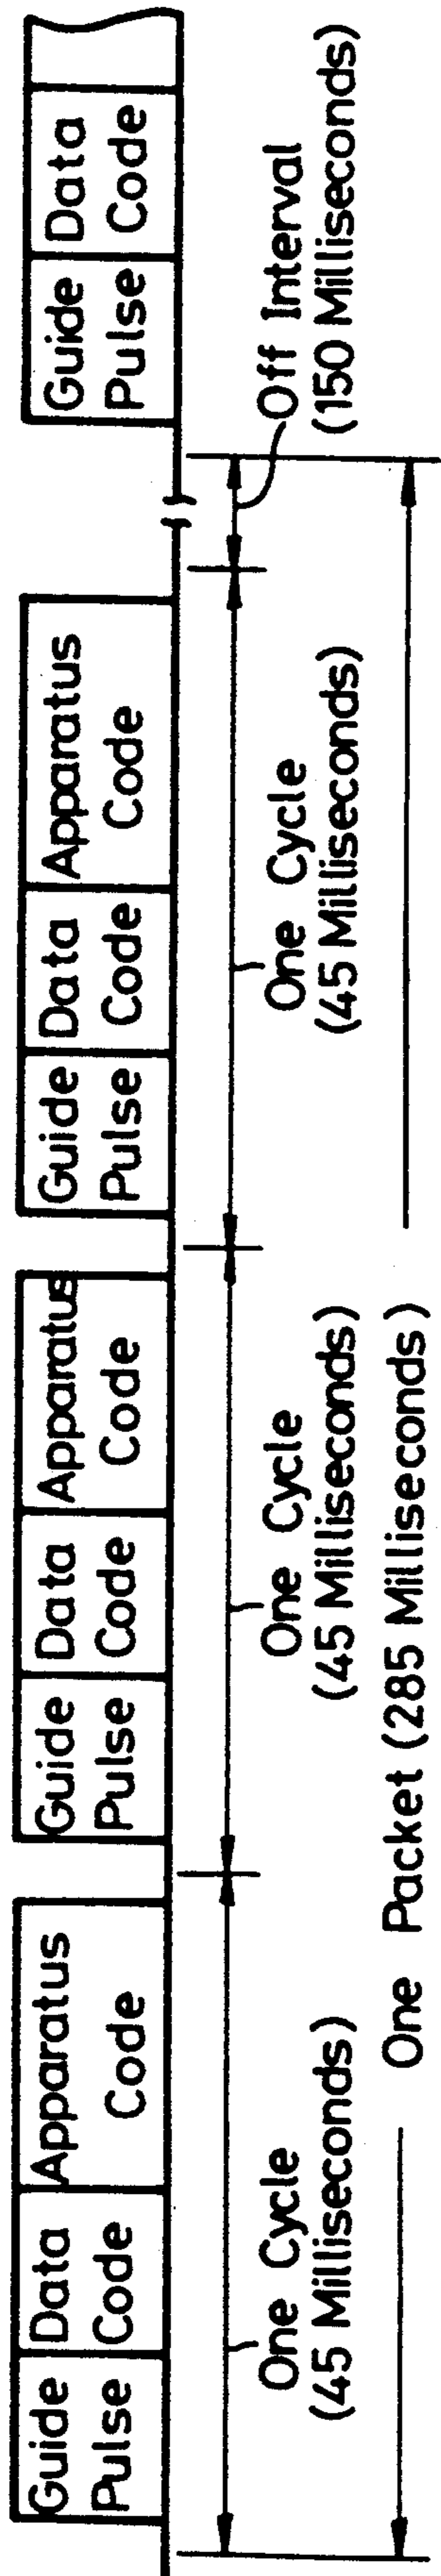 Guide
Pulse
Data
Code
Apparatus
Code
Guide
Pulse
Data
Code
Apparatus
Code
Guide
Pulse
Data
Code
Apparatus
Code
Guide
Pulse
Data
Code
One Cycle
(45 Milliseconds)
One Cycle
(45 Milliseconds)
One Cycle
(45 Milliseconds)
Off Interval
(150 Milliseconds)
One Packet (285 Milliseconds)